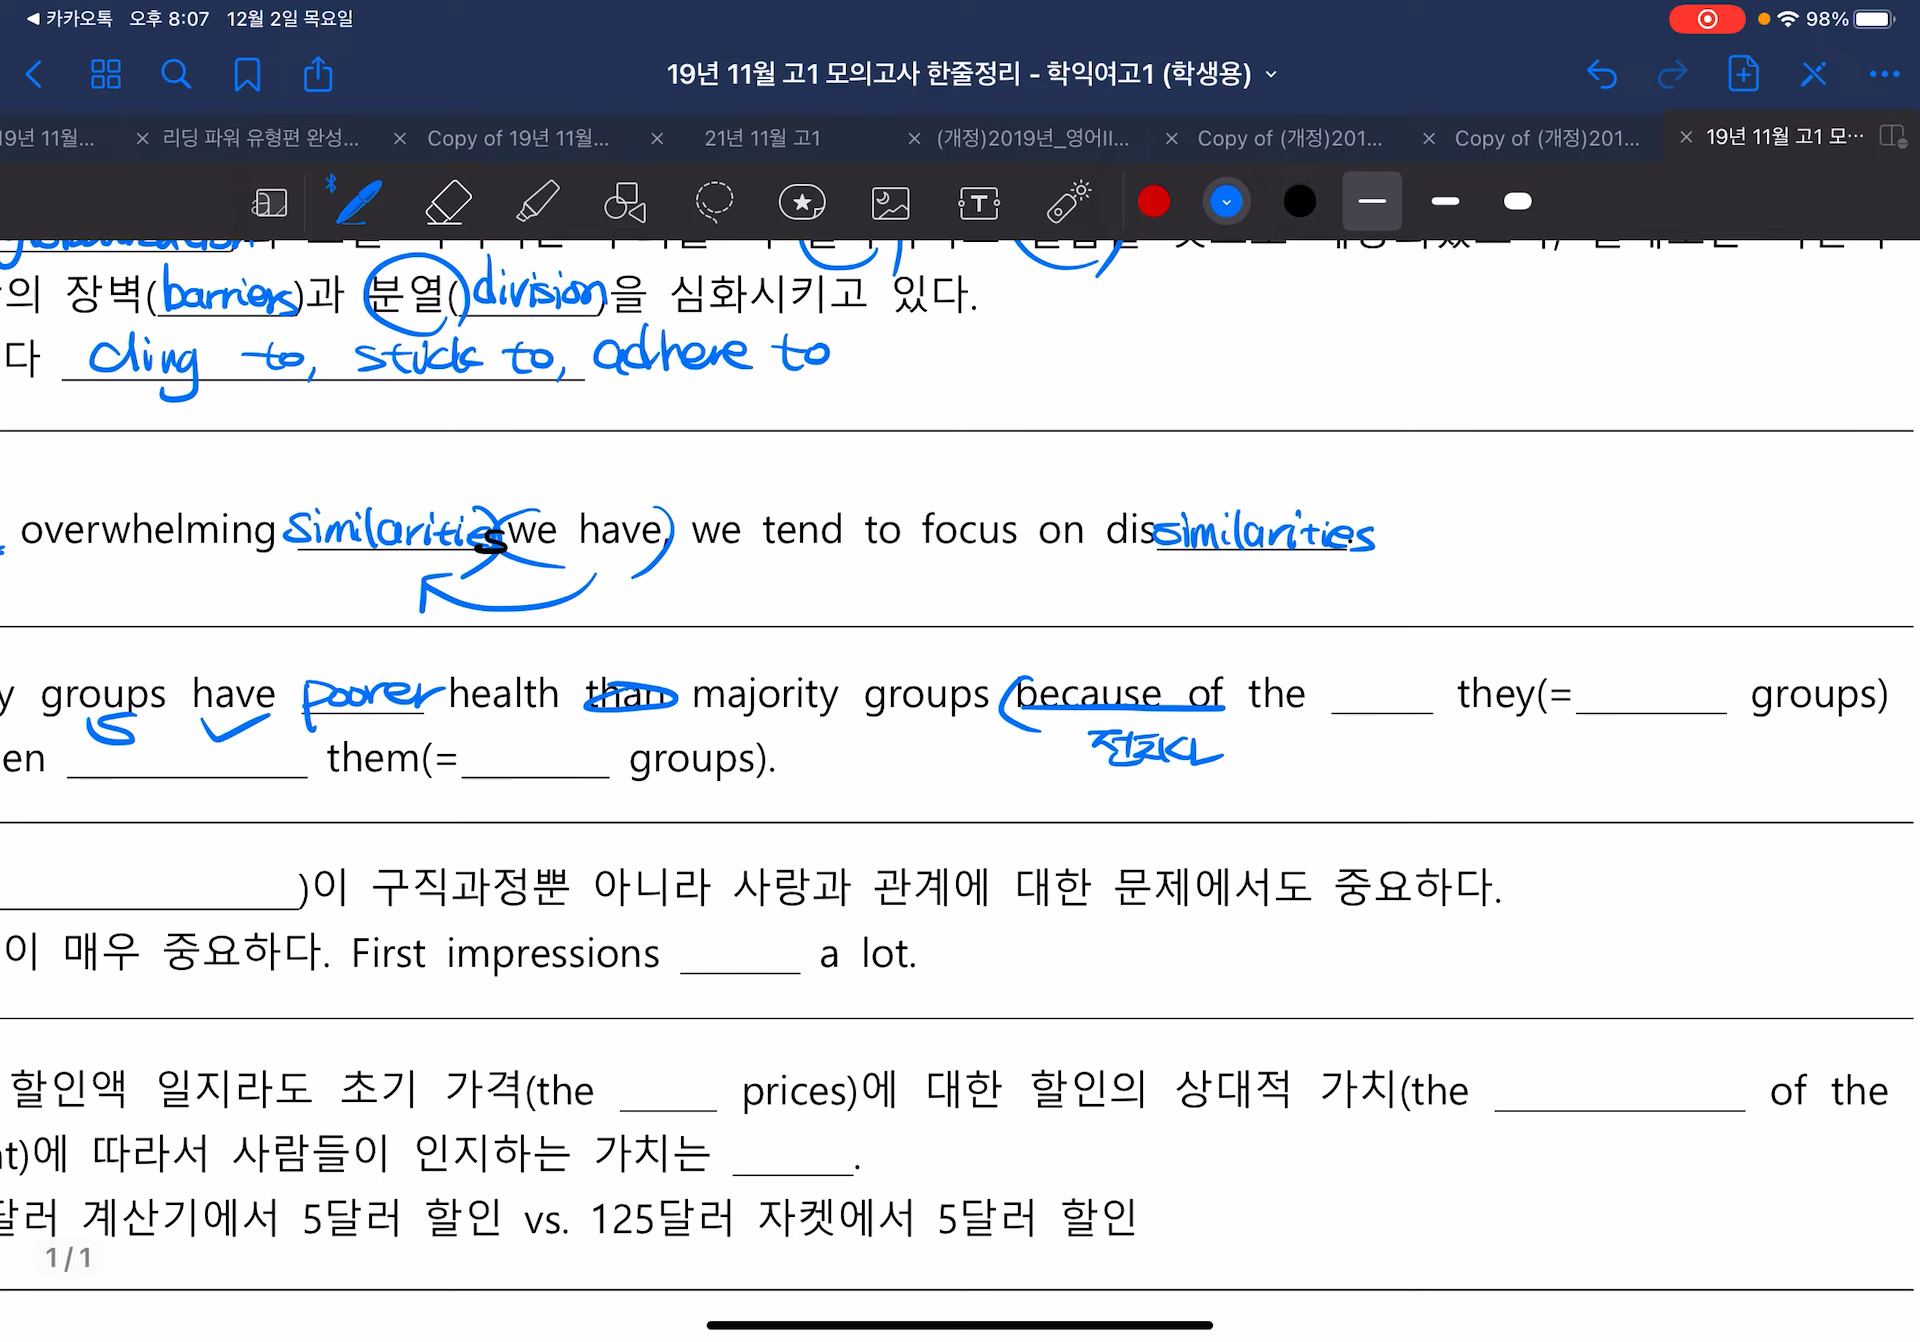 ◀ 카카오톡 오후 8:07 12월 2일 목요일 98%
19년 11월 고1 모의고사 한줄정리 - 학익여고1 (학생용)
19년 11월... × 리딩 파워 유형편 완성... × Copy of 19년 11월... × 21년 11월 고1 × (개정)2019년_영어II... × Copy of (개정)201... × Copy of (개정)201... × 19년 11월 고1 모...
의 장벽(barriers)과 분열(division)을 심화시키고 있다.
다 cling to, stick to, adhere to
overwhelming similarities we have, we tend to focus on dissimilarities.
y groups have poorer health than majority groups because of the _____ they(=_______ groups)
S 전치사
en ___________ them(=_______ groups).
______________)이 구직과정뿐 아니라 사랑과 관계에 대한 문제에서도 중요하다.
이 매우 중요하다. First impressions ______ a lot.
할인액 일지라도 초기 가격(the _____ prices)에 대한 할인의 상대적 가치(the ____________ of the
t)에 따라서 사람들이 인지하는 가치는 ______.
달러 계산기에서 5달러 할인 vs. 125달러 자켓에서 5달러 할인
1/1